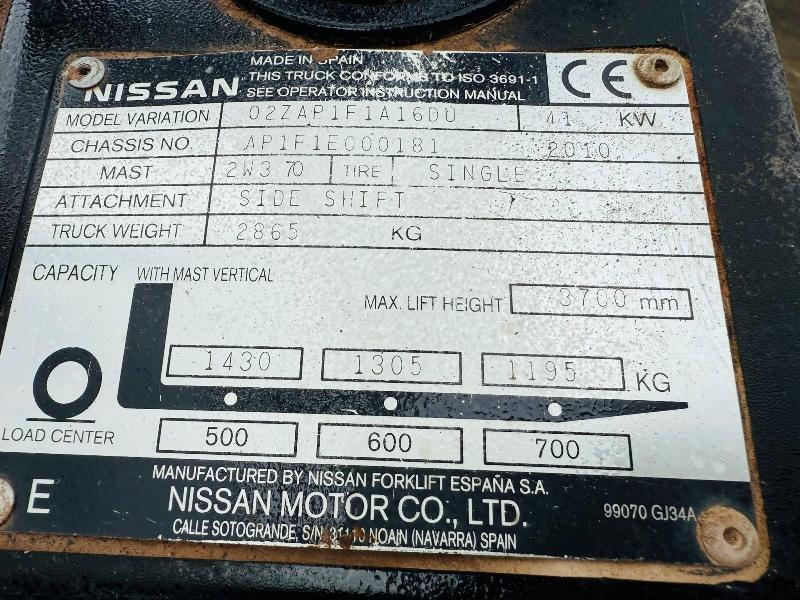 MADE IN SPAIN
NISSAN THIS TRUCK CONFORMS TO ISO 3691-1
SEE OPERATOR INSTRUCTION MANUAL
CE
MODEL VARIATION 02ZAP1F1A16DU 41 KW
CHASSIS NO. AP1F1E000181 2010
MAST 2W370 TIRE SINGLE
ATTACHMENT SIDE SHIFT
TRUCK WEIGHT 2865 KG
CAPACITY WITH MAST VERTICAL
MAX. LIFT HEIGHT 3700 mm
1430 1305 1195 KG
LOAD CENTER 500 600 700
MANUFACTURED BY NISSAN FORKLIFT ESPAÑA S.A.
E NISSAN MOTOR CO., LTD. 99070 GJ34A
CALLE SOTOGRANDE, S/N, 31110 NOAIN (NAVARRA) SPAIN